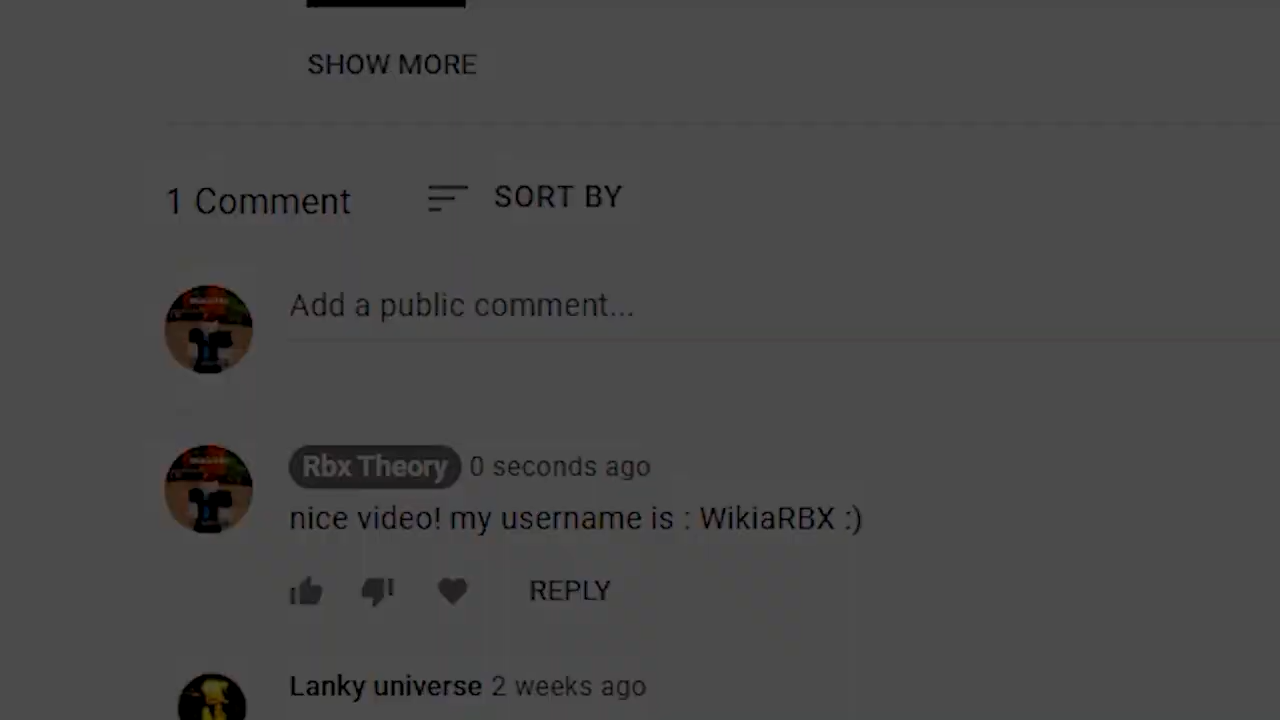 SHOW MORE
1 Comment
SORT BY
Add a public comment...
Rbx Theory 0 seconds ago
nice video! my username is : WikiaRBX :)
REPLY
Lanky universe 2 weeks ago